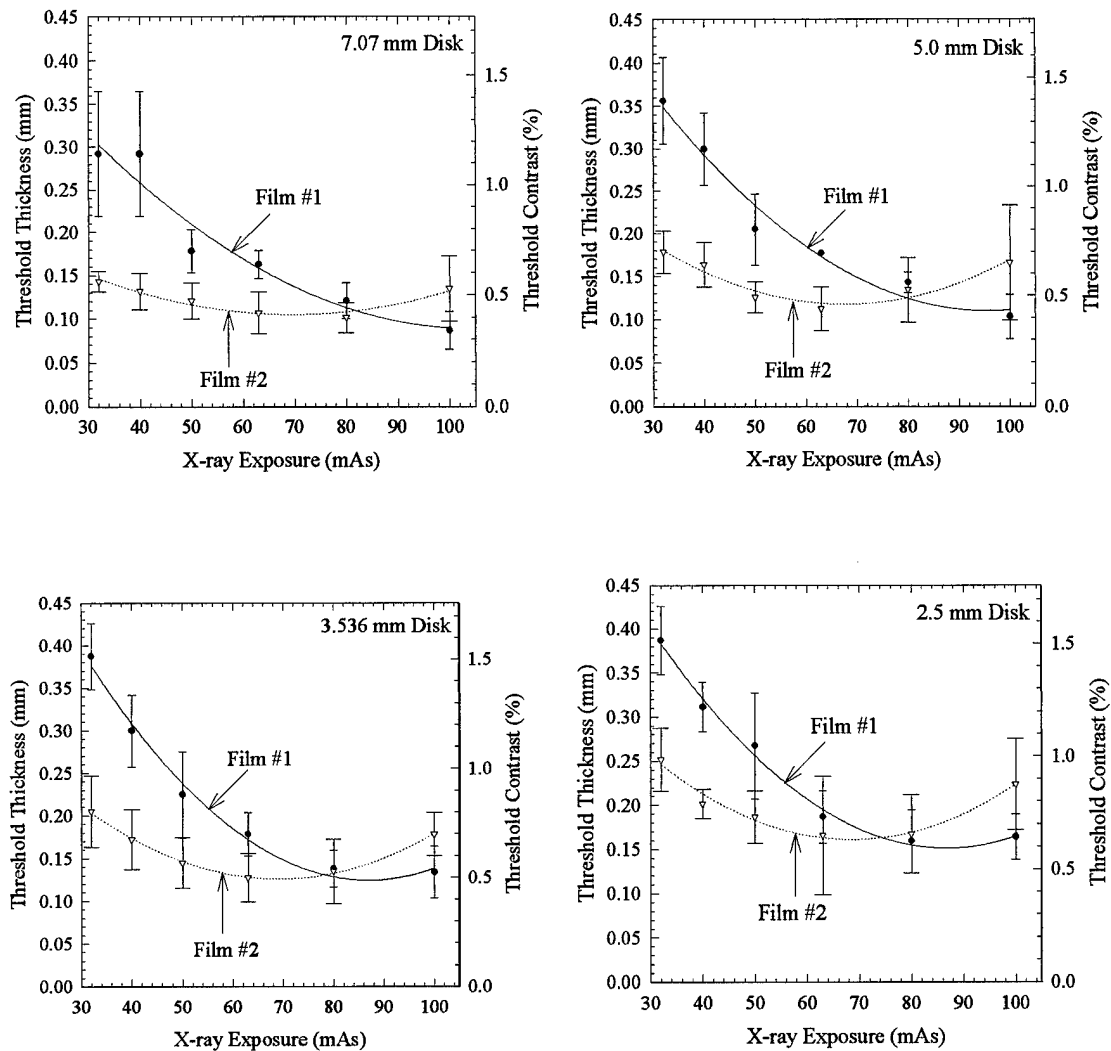 7.07 mm Disk
0.45
0.40
0.35
0.30
0.25
0.20
0.15
0.10
0.05
0.00
Threshold Thickness (mm)
1.5
1.0
0.5
0.0
Threshold Contrast (%)
Film #1
Film #2
30 40 50 60 70 80 90 100
X-ray Exposure (mAs)
5.0 mm Disk
0.45
0.40
0.35
0.30
0.25
0.20
0.15
0.10
0.05
0.00
Threshold Thickness (mm)
1.5
1.0
0.5
0.0
Threshold Contrast (%)
Film #1
Film #2
30 40 50 60 70 80 90 100
X-ray Exposure (mAs)
3.536 mm Disk
0.45
0.40
0.35
0.30
0.25
0.20
0.15
0.10
0.05
0.00
Threshold Thickness (mm)
1.5
1.0
0.5
0.0
Threshold Contrast (%)
Film #1
Film #2
30 40 50 60 70 80 90 100
X-ray Exposure (mAs)
2.5 mm Disk
0.45
0.40
0.35
0.30
0.25
0.20
0.15
0.10
0.05
0.00
Threshold Thickness (mm)
1.5
1.0
0.5
0.0
Threshold Contrast (%)
Film #1
Film #2
30 40 50 60 70 80 90 100
X-ray Exposure (mAs)